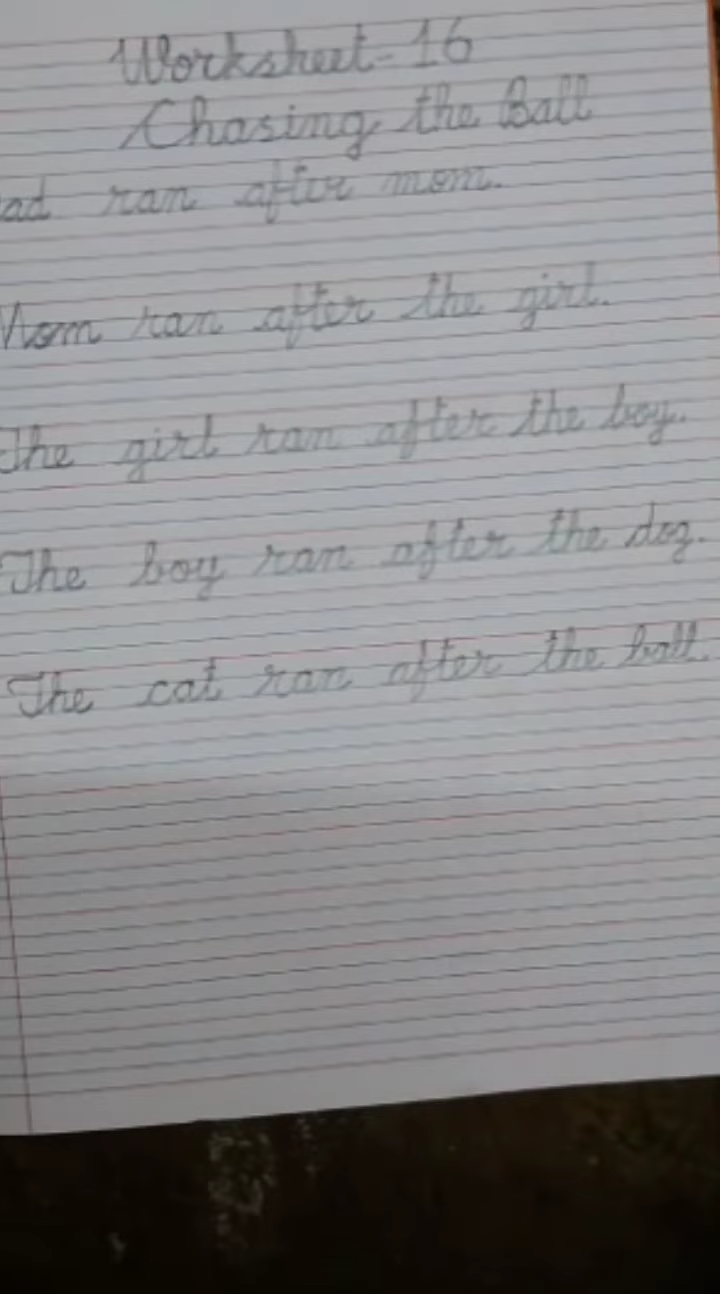 Worksheet-16
Chasing the Ball
ad ran after mom.
Mom ran after the girl.
The girl ran after the boy.
The boy ran after the dog.
The cat ran after the ball.